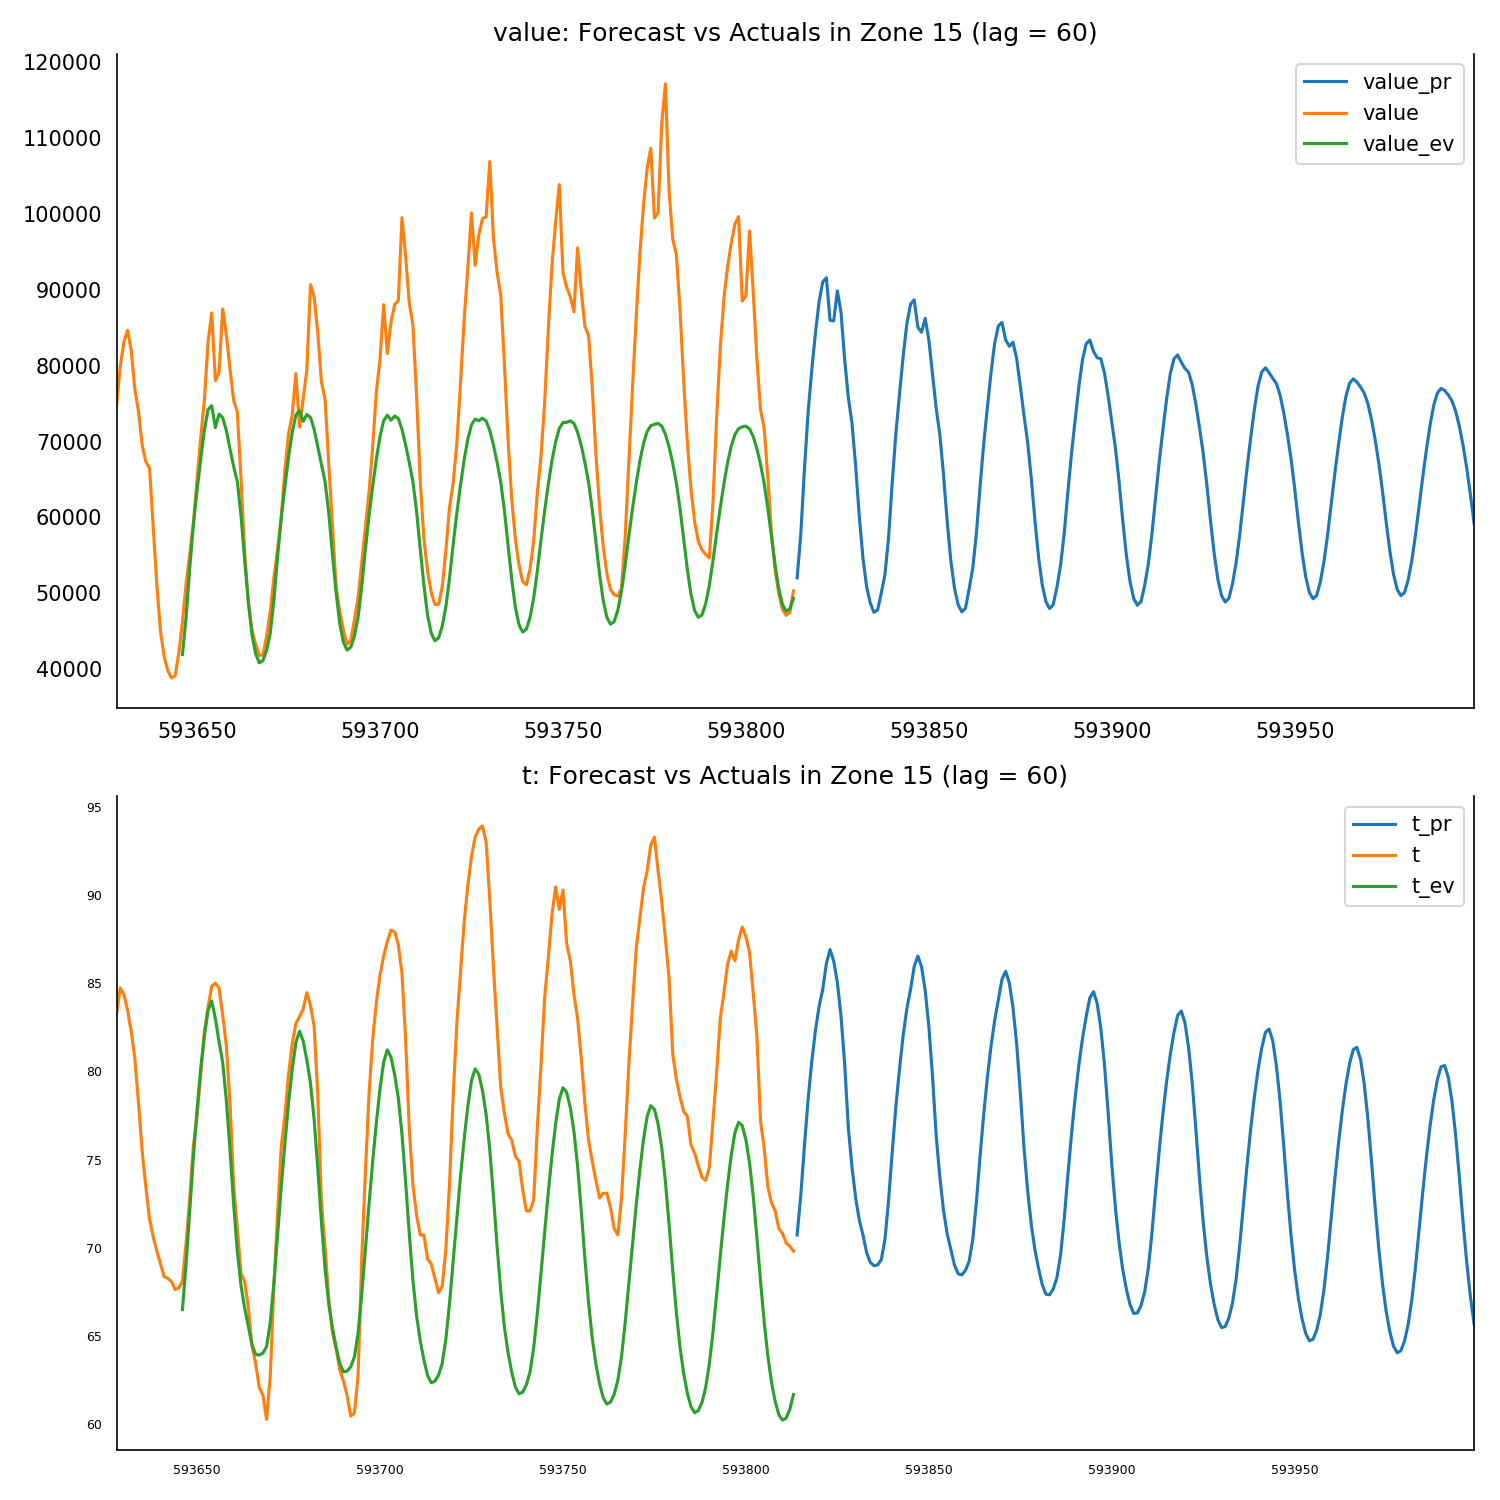 value: Forecast vs Actuals in Zone 15 (lag = 60)
120000
110000
100000
90000
80000
70000
60000
50000
40000
value_pr
value
value_ev
593650 593700 593750 593800 593850 593900 593950
t: Forecast vs Actuals in Zone 15 (lag = 60)
95
90
85
80
75
70
65
60
t_pr
t
t_ev
593650 593700 593750 593800 593850 593900 593950